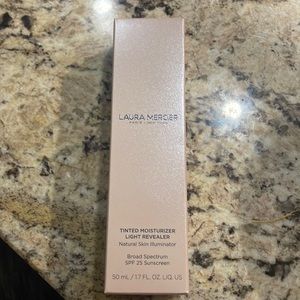 LAURA MERCIER
PARIS • NEW YORK
TINTED MOISTURIZER
LIGHT REVEALER
Natural Skin Illuminator
Broad Spectrum
SPF 25 Sunscreen
50 mL / 1.7 FL. OZ. LIQ. US